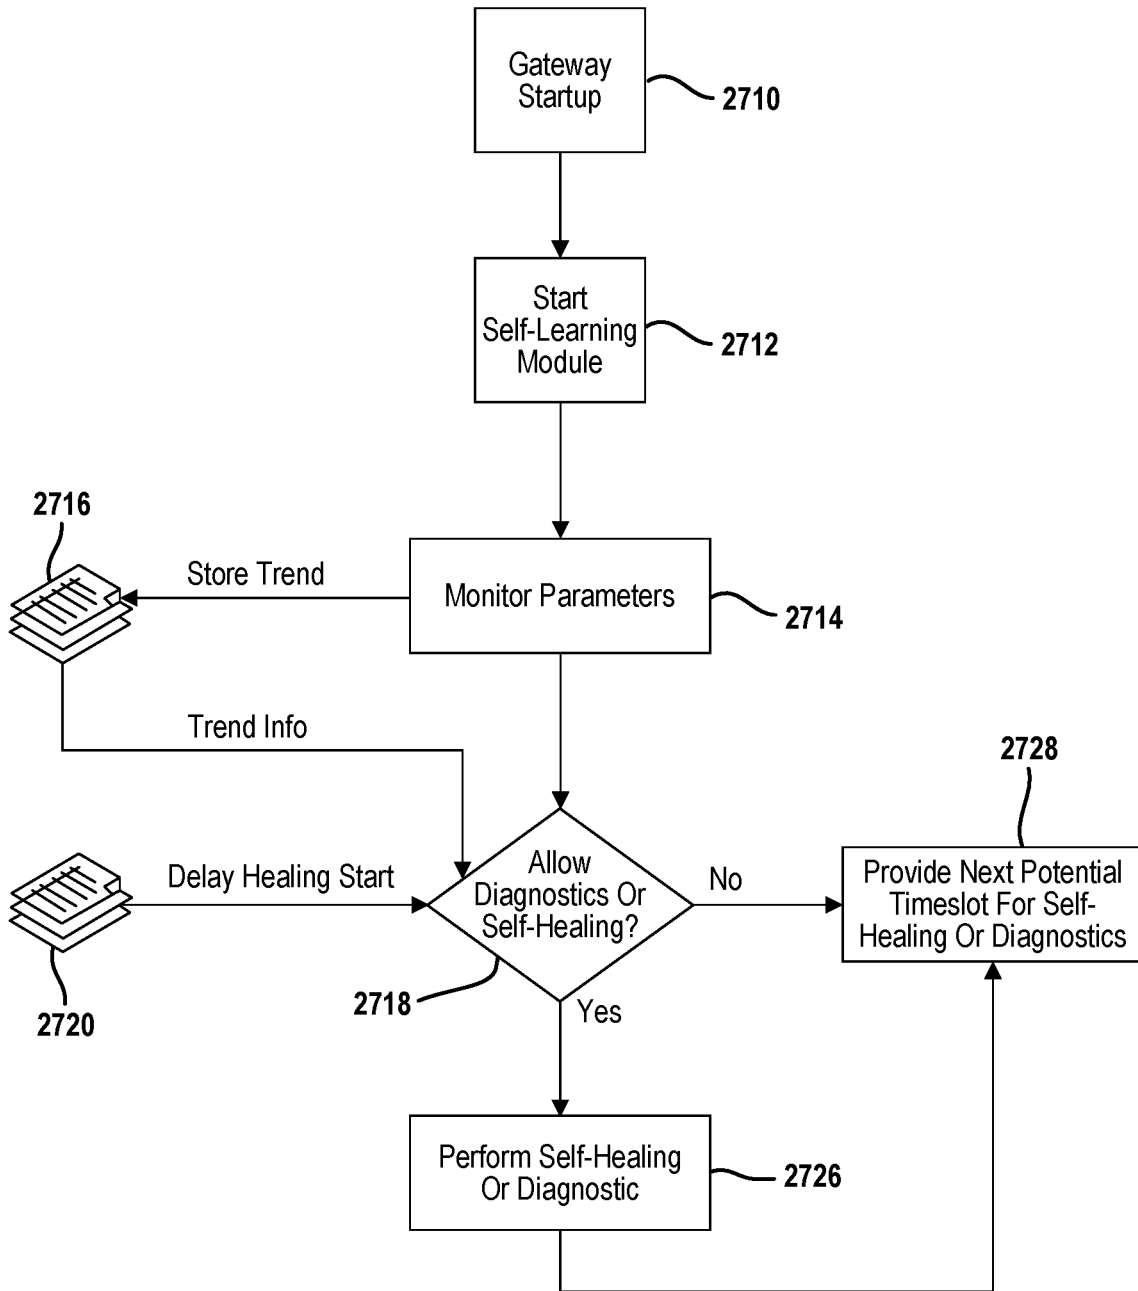 Gateway
Startup
2710
Start
Self-Learning
Module
2712
2716
Store Trend
Monitor Parameters
2714
Trend Info
2728
Delay Healing Start
Allow
Diagnostics Or
Self-Healing?
No
Provide Next Potential
Timeslot For Self-
Healing Or Diagnostics
2718
2720
Yes
Perform Self-Healing
Or Diagnostic
2726